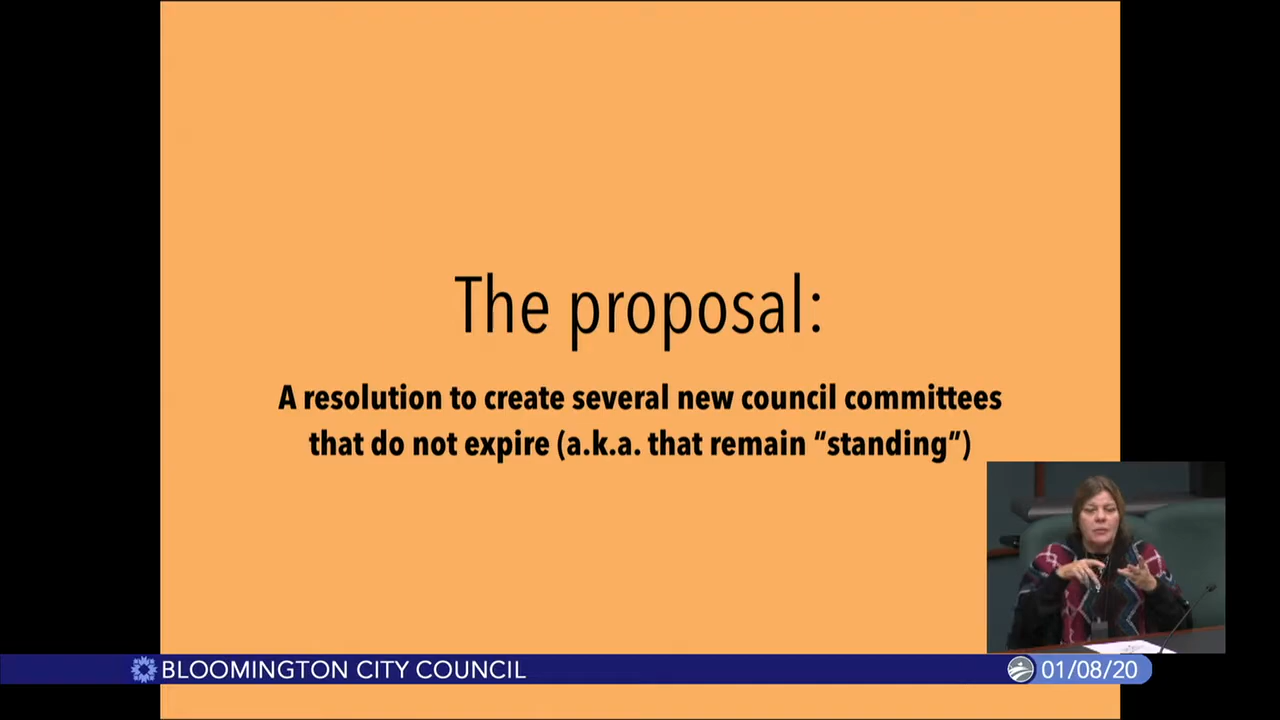 The proposal:
A resolution to create several new council committees
that do not expire (a.k.a. that remain “standing”)
BLOOMINGTON CITY COUNCIL
01/08/20